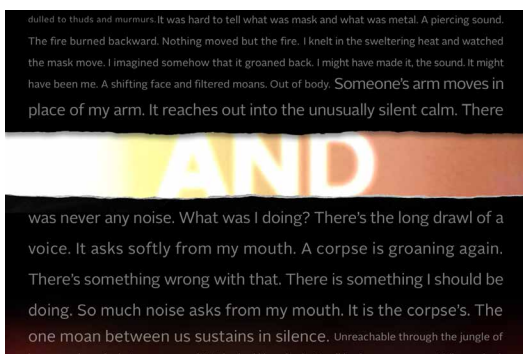 dulled to thuds and murmurs. It was hard to tell what was mask and what was metal. A piercing sound.
The fire burned backward. Nothing moved but the fire. I knelt in the sweltering heat and watched
the mask move. I imagined somehow that it groaned back. I might have made it, the sound. It might
have been me. A shifting face and filtered moans. Out of body. Someone's arm moves in
place of my arm. It reaches out into the unusually silent calm. There
AND
was never any noise. What was I doing? There's the long drawl of a
voice. It asks softly from my mouth. A corpse is groaning again.
There's something wrong with that. There is something I should be
doing. So much noise asks from my mouth. It is the corpse's. The
one moan between us sustains in silence. Unreachable through the jungle of